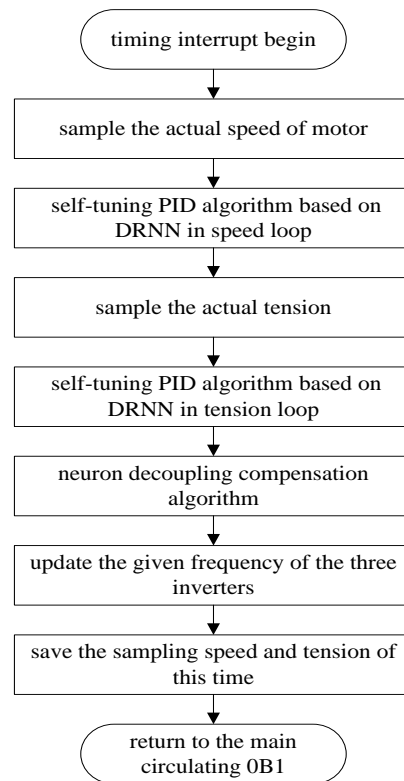 timing interrupt begin
sample the actual speed of motor
self-tuning PID algorithm based on
DRNN in speed loop
sample the actual tension
self-tuning PID algorithm based on
DRNN in tension loop
neuron decoupling compensation
algorithm
update the given frequency of the three
inverters
save the sampling speed and tension of
this time
return to the main
circulating 0B1